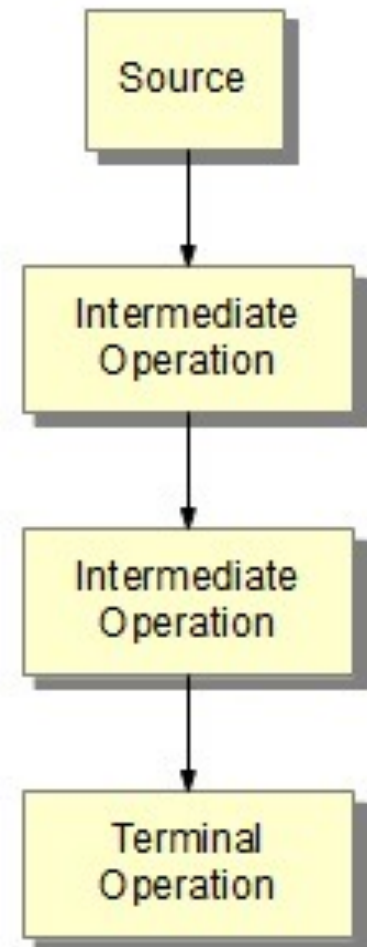 Source
Intermediate
Operation
Intermediate
Operation
Terminal
Operation